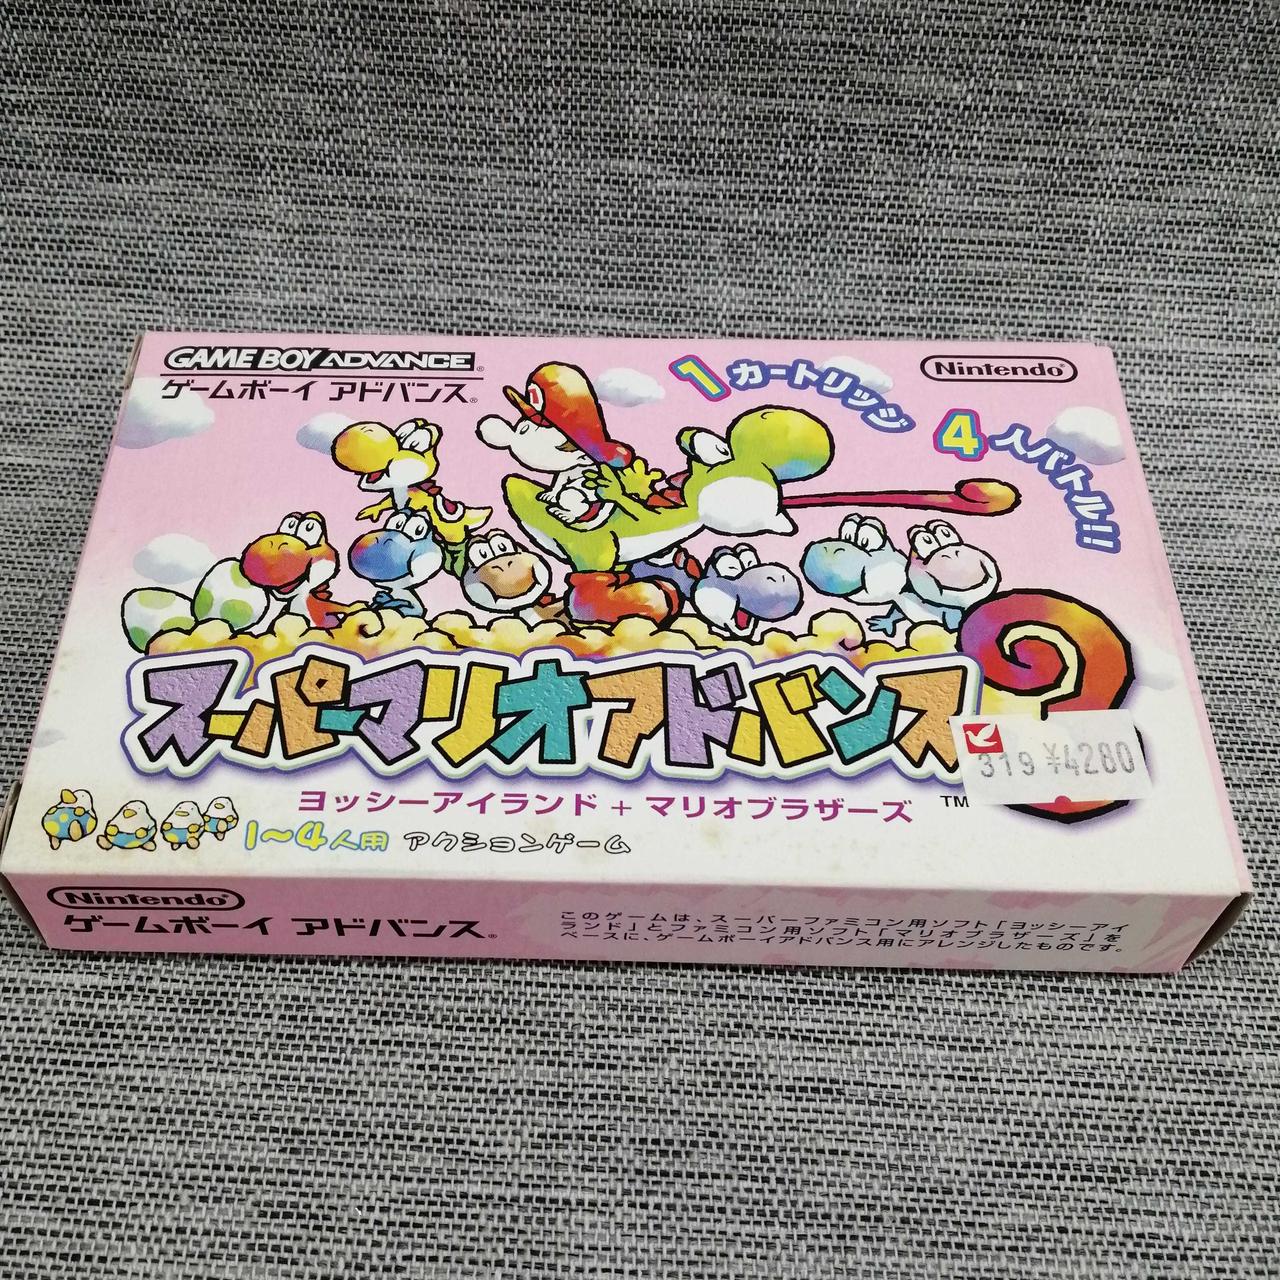 GAME BOY ADVANCE®
ゲームボーイ アドバンス®
1カートリッジ
4人バトル!!
Nintendo®
スーパーマリオアドバンス3
319 ¥4280
ヨッシーアイランド + マリオブラザーズ ™
1〜4人用 アクションゲーム
Nintendo®
ゲームボーイ アドバンス®
このゲームは、スーパーファミコン用ソフト「ヨッシーアイ
ランド」とファミコン用ソフト「マリオブラザーズ」を
ベースに、ゲームボーイアドバンス用にアレンジしたものです。